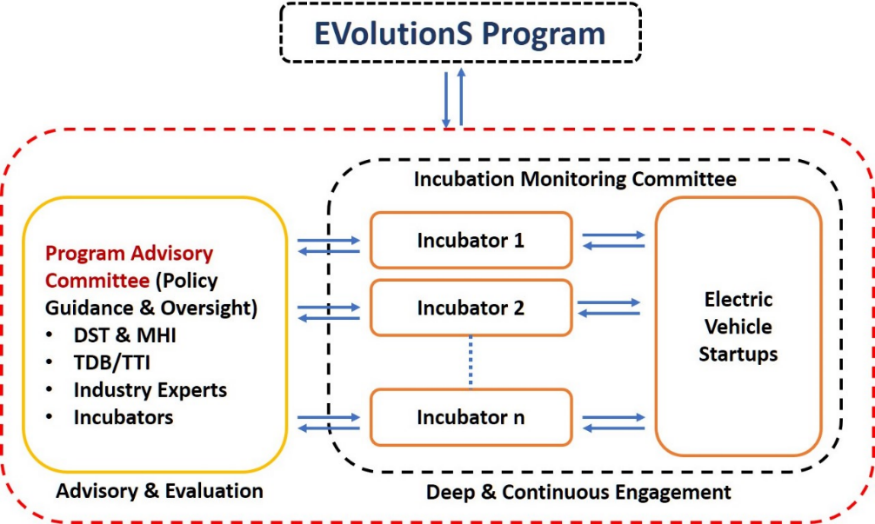 EVolutionS Program
Incubation Monitoring Committee
Program Advisory
Committee (Policy
Guidance & Oversight)
• DST & MHI
• TDB/TTI
• Industry Experts
• Incubators
Incubator 1
Incubator 2
Incubator n
Electric
Vehicle
Startups
Advisory & Evaluation
Deep & Continuous Engagement